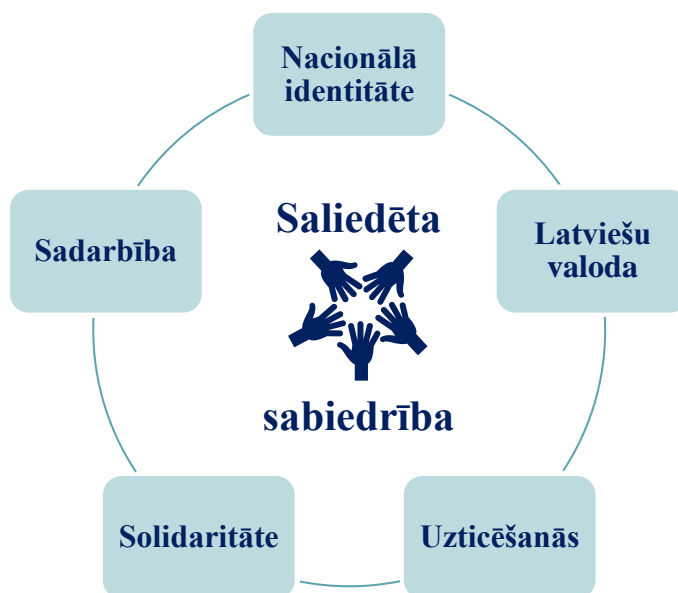 Nacionālā
identitāte
Saliedēta
Latviešu
valoda
Sadarbība
sabiedrība
Solidaritāte
Uzticēšanās